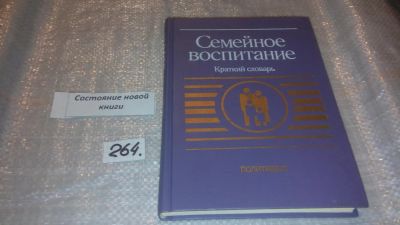 Семейное
воспитание
Краткий словарь
Состояние новой
книги
264.
ПОЛИТИЗДАТ